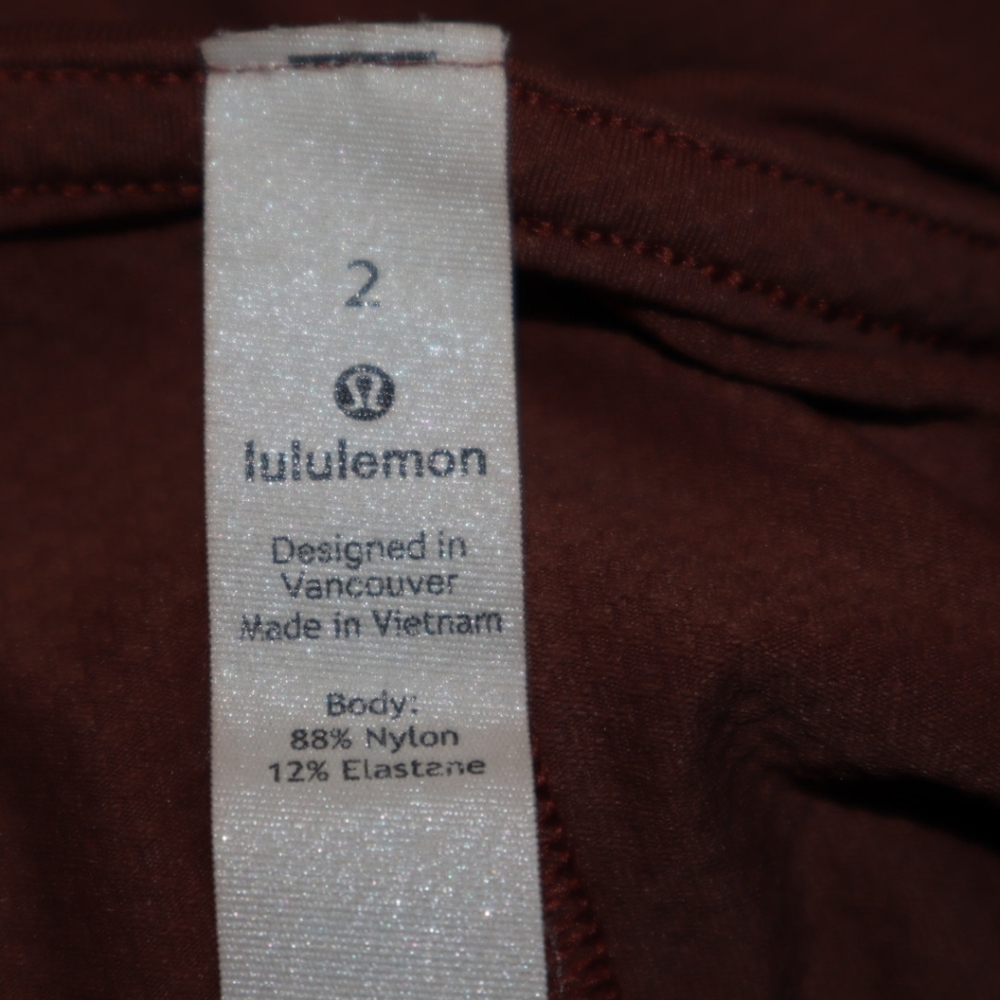 2
lululemon
Designed in
Vancouver
Made in Vietnam
Body:
88% Nylon
12% Elastane